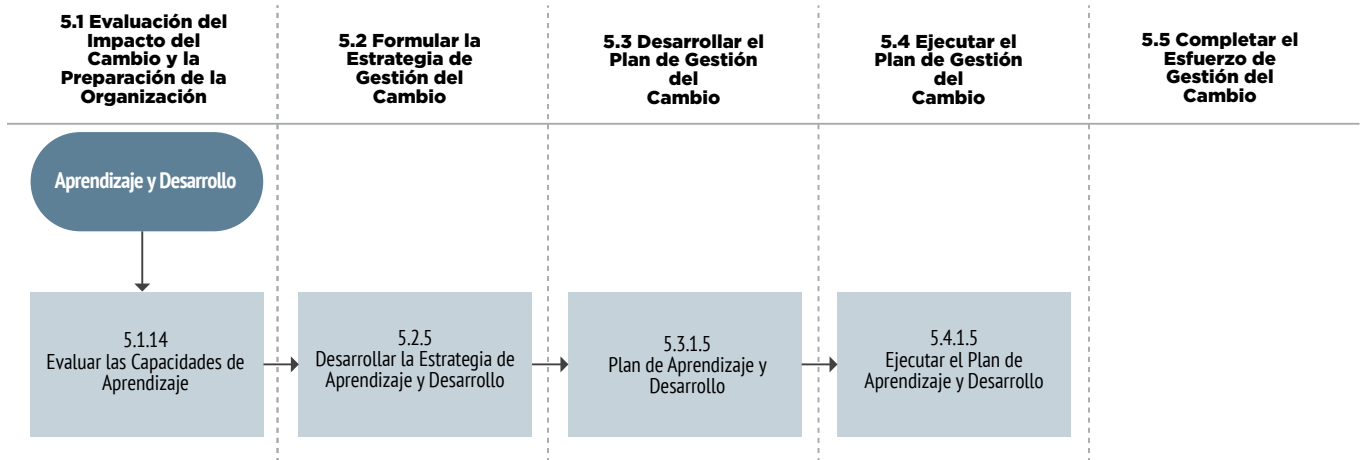 5.1 Evaluación del
Impacto del
Cambio y la
Preparación de la
Organización
5.2 Formular la
Estrategia de
Gestión del
Cambio
5.3 Desarrollar el
Plan de Gestión
del
Cambio
5.4 Ejecutar el
Plan de Gestión
del
Cambio
5.5 Completar el
Esfuerzo de
Gestión del
Cambio
Aprendizaje y Desarrollo
5.1.14
Evaluar las Capacidades de
Aprendizaje
5.2.5
Desarrollar la Estrategia de
Aprendizaje y Desarrollo
5.3.1.5
Plan de Aprendizaje y
Desarrollo
5.4.1.5
Ejecutar el Plan de
Aprendizaje y Desarrollo